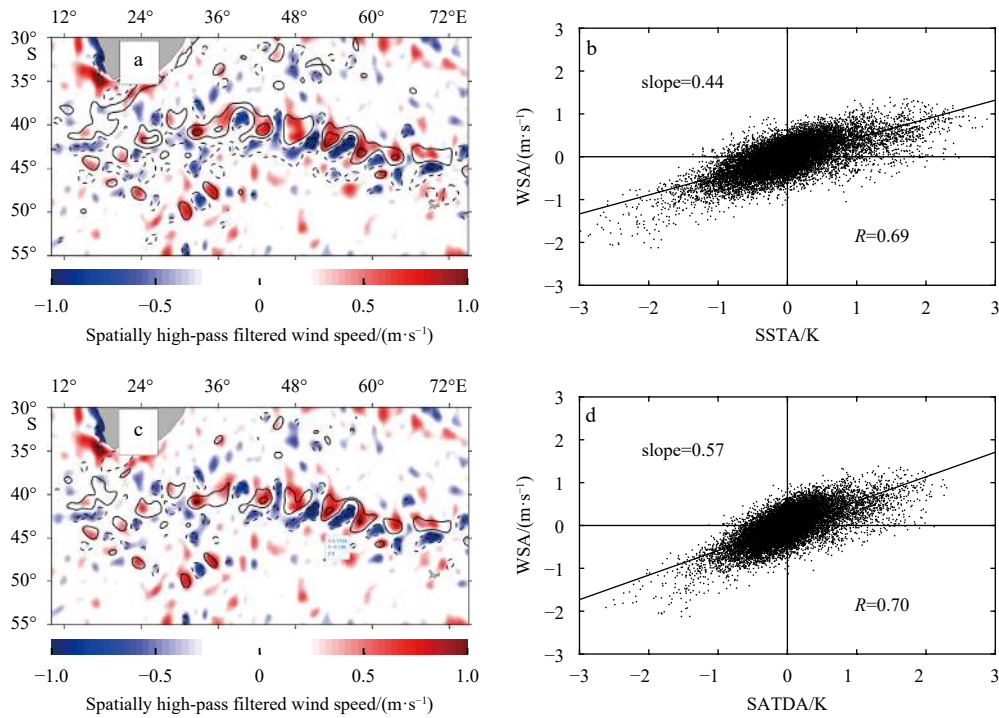 12° 24° 36° 48° 60° 72°E
30°
S
35°
40°
45°
50°
55°
a
−1.0 −0.5 0 0.5 1.0
Spatially high-pass filtered wind speed/(m·s⁻¹)
b
3
2
1
0
−1
−2
−3
WSA/(m·s⁻¹)
slope=0.44
R=0.69
−3 −2 −1 0 1 2 3
SSTA/K
12° 24° 36° 48° 60° 72°E
30°
S
35°
40°
45°
50°
55°
c
−1.0 −0.5 0 0.5 1.0
Spatially high-pass filtered wind speed/(m·s⁻¹)
d
3
2
1
0
−1
−2
−3
WSA/(m·s⁻¹)
slope=0.57
R=0.70
−3 −2 −1 0 1 2 3
SATDA/K